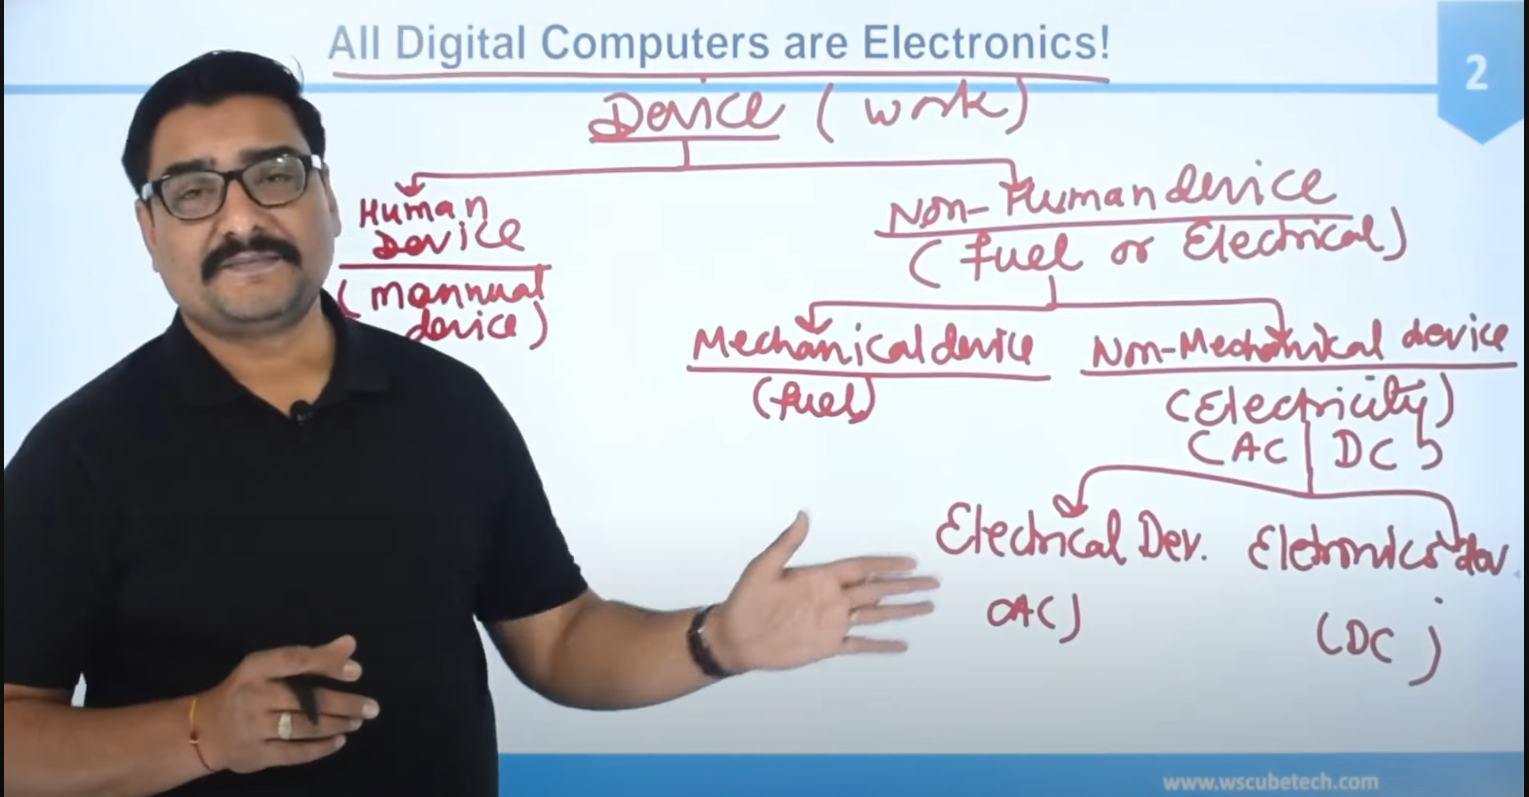 All Digital Computers are Electronics!
2
Device (work)
Human
Device
(mannual
device)
Non-Human device
(fuel or Electrical)
Mechanical device
(fuel)
Non-Mechanical device
(Electricity)
(AC | DC)
Electrical Dev.
(AC)
Eletronics dev.
(DC)
www.wscubetech.com